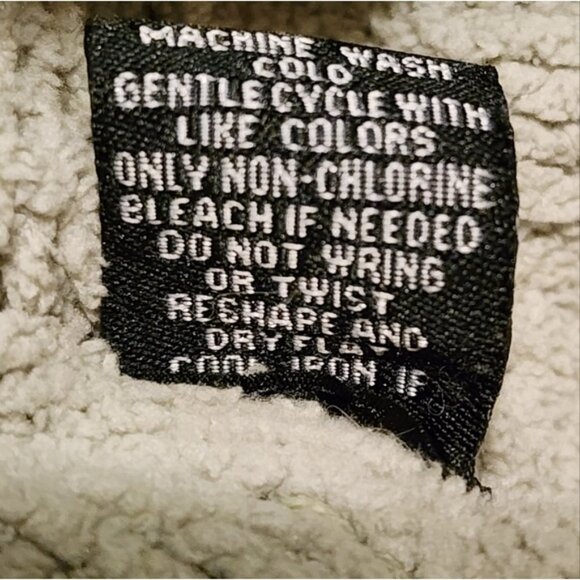 MACHINE WASH
COLD
GENTLE CYCLE WITH
LIKE COLORS
ONLY NON-CHLORINE
BLEACH IF NEEDED
DO NOT WRING
OR TWIST
RESHAPE AND
DRY FLAT
COOL IRON IF